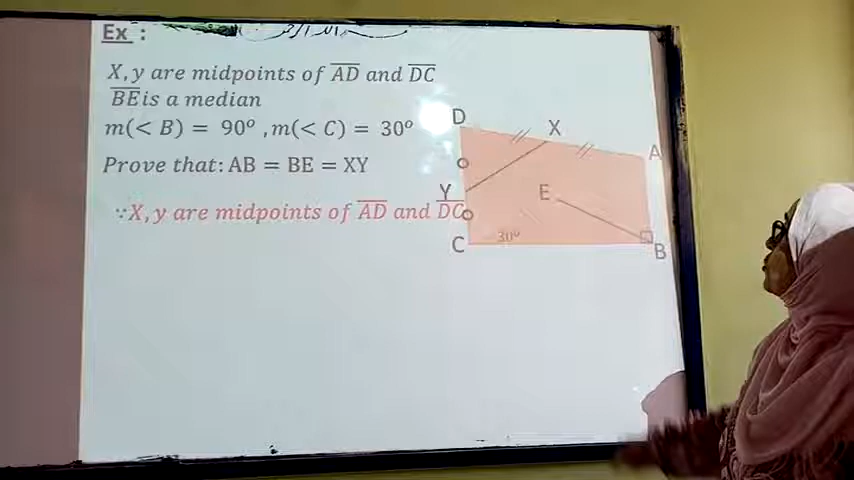 Ex :
X, y are midpoints of AD and DC
BE is a median
m(< B) = 90° , m(< C) = 30°
Prove that: AB = BE = XY
∵X, y are midpoints of AD and DC
D
X
A
Y
E
C
30°
B